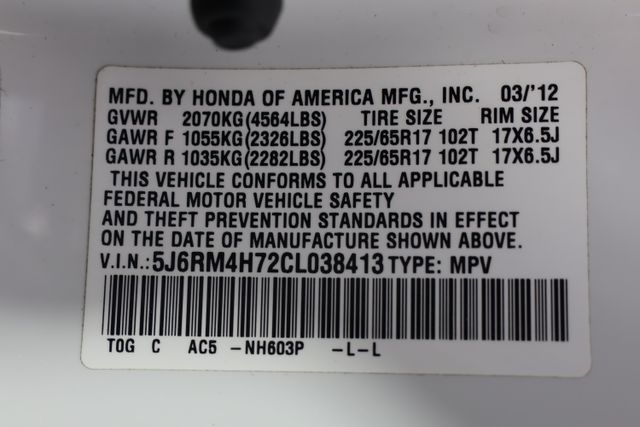 MFD. BY HONDA OF AMERICA MFG., INC. 03/'12
GVWR 2070KG(4564LBS) TIRE SIZE RIM SIZE
GAWR F 1055KG(2326LBS) 225/65R17 102T 17X6.5J
GAWR R 1035KG(2282LBS) 225/65R17 102T 17X6.5J
THIS VEHICLE CONFORMS TO ALL APPLICABLE
FEDERAL MOTOR VEHICLE SAFETY
AND THEFT PREVENTION STANDARDS IN EFFECT
ON DATE OF MANUFACTURE SHOWN ABOVE.
V.I.N.:5J6RM4H72CL038413 TYPE: MPV
TOG C AC5 -NH603P -L-L